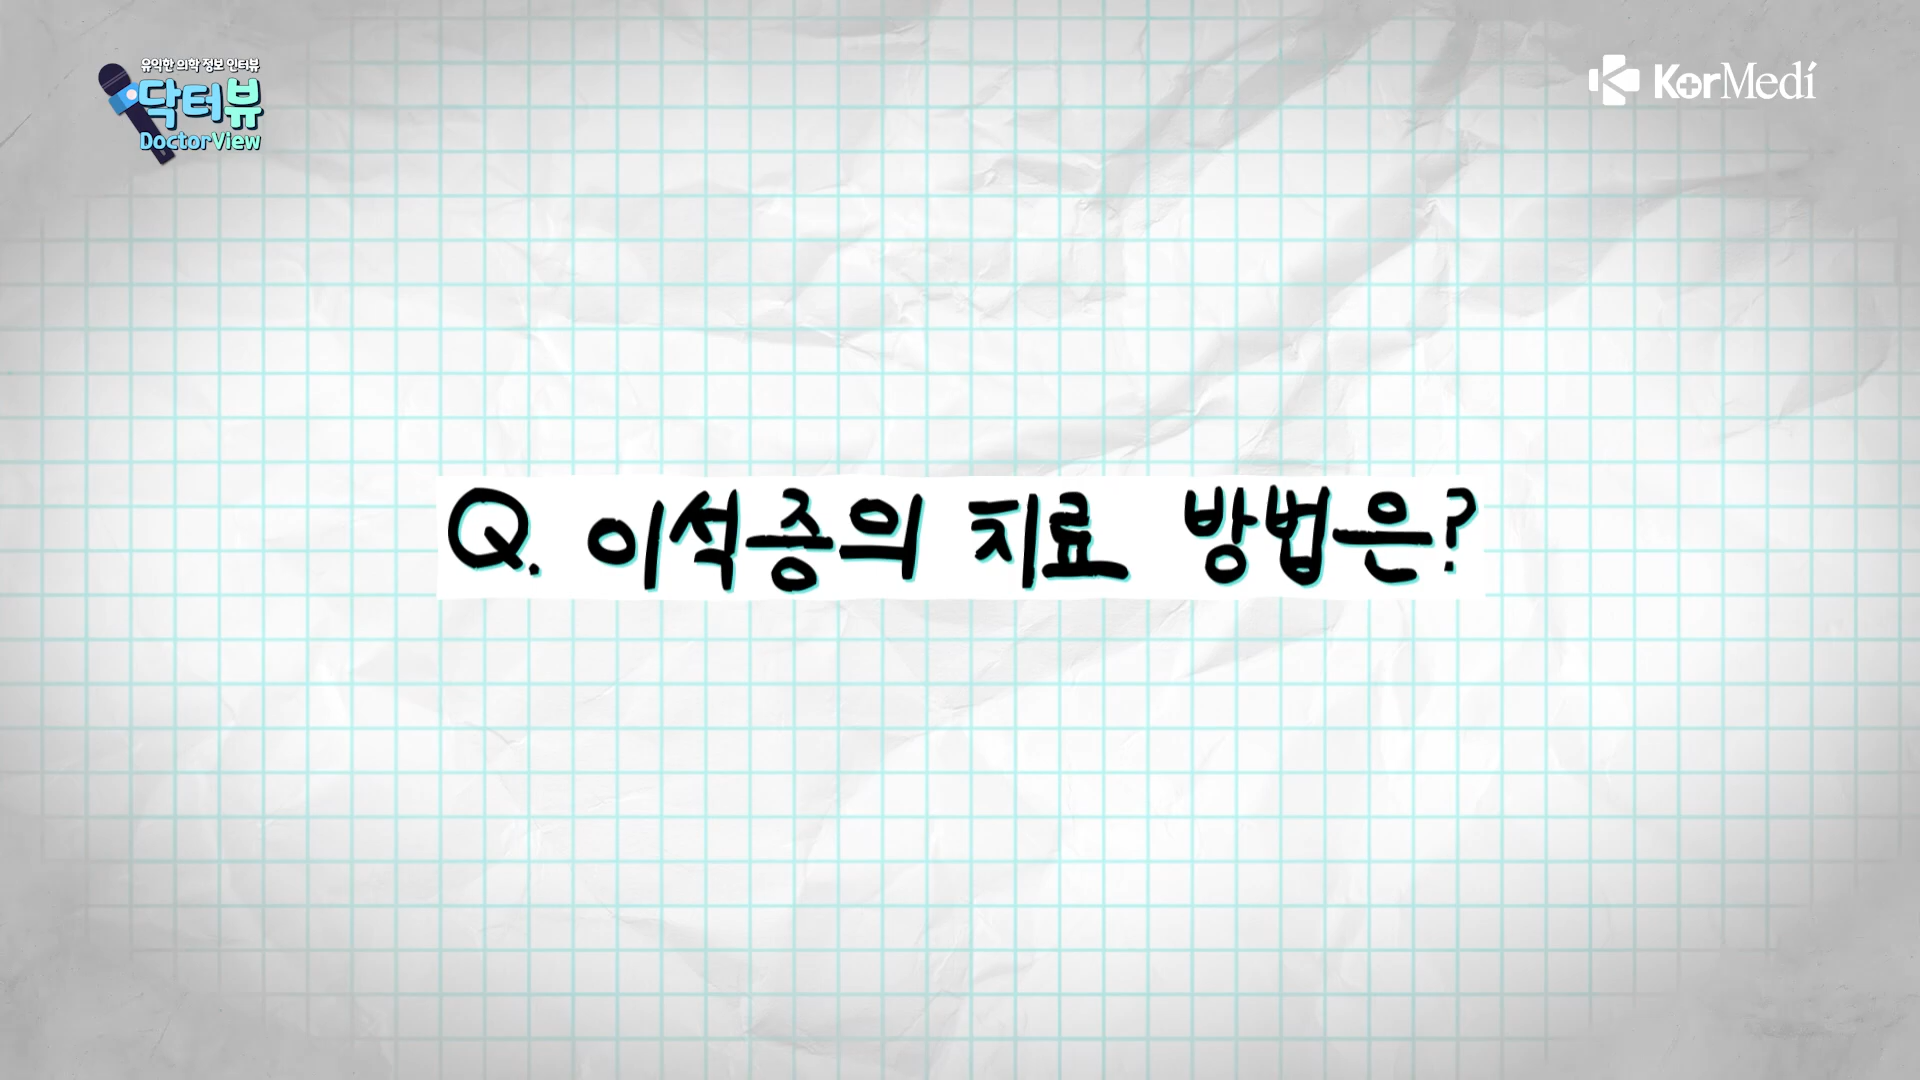 유익한 의학 정보 인터뷰
닥터뷰
DoctorView
KorMedi
Q. 이석증의 치료 방법은?